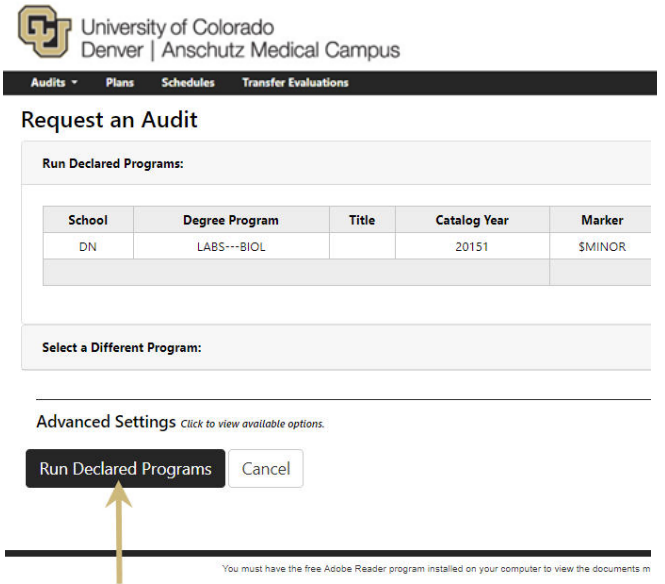 University of Colorado
Denver | Anschutz Medical Campus
Audits Plans Schedules Transfer Evaluations
Request an Audit
Run Declared Programs:
School Degree Program Title Catalog Year Marker
DN LABS---BIOL 20151 $MINOR
Select a Different Program:
Advanced Settings Click to view available options.
Run Declared Programs Cancel
You must have the free Adobe Reader program installed on your computer to view the documents m